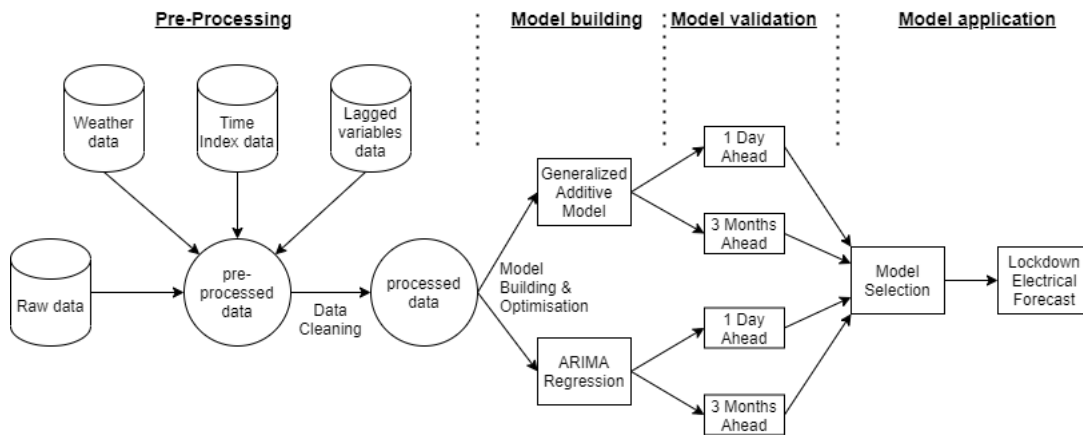 Pre-Processing
Model building
Model validation
Model application
Weather
data
Time
Index data
Lagged
variables
data
Raw data
pre-
processed
data
Data
Cleaning
processed
data
Model
Building &
Optimisation
Generalized
Additive
Model
ARIMA
Regression
1 Day
Ahead
3 Months
Ahead
1 Day
Ahead
3 Months
Ahead
Model
Selection
Lockdown
Electrical
Forecast